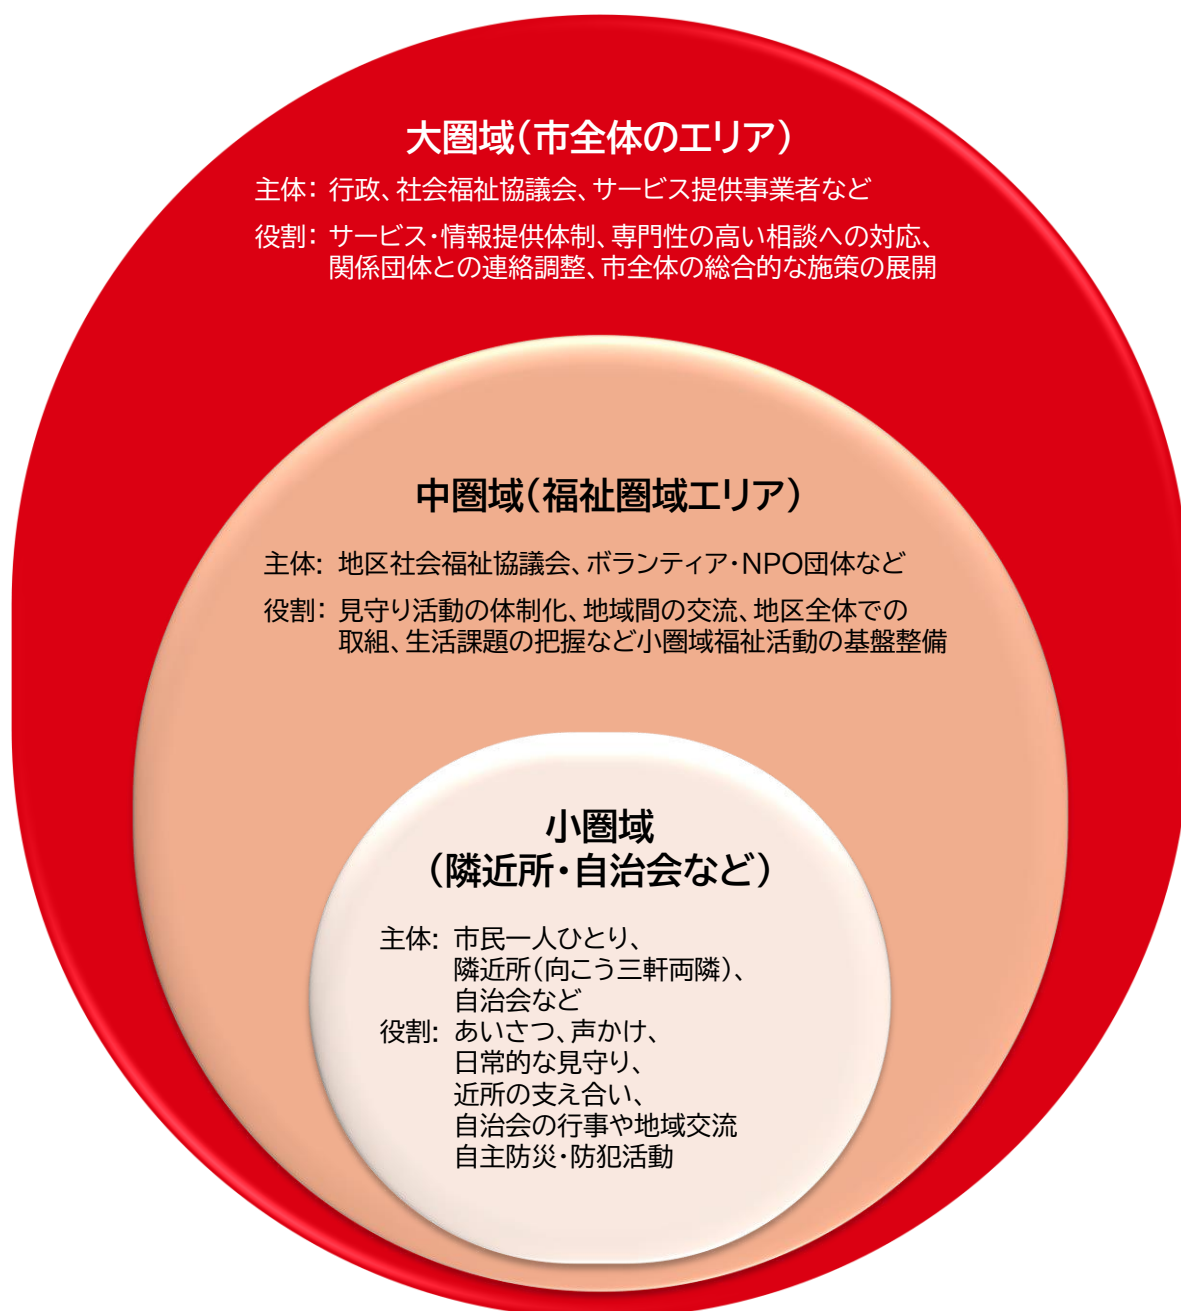 大圏域（市全体のエリア）
主体： 行政、社会福祉協議会、サービス提供事業者など
役割： サービス・情報提供体制、専門性の高い相談への対応、
関係団体との連絡調整、市全体の総合的な施策の展開
中圏域（福祉圏域エリア）
主体: 地区社会福祉協議会、ボランティア・NPO団体など
役割： 見守り活動の体制化、地域間の交流、地区全体での
取組、生活課題の把握など小圏域福祉活動の基盤整備
小圏域
（隣近所・自治会など）
主体: 市民一人ひとり、
隣近所（向こう三軒両隣）、
自治会など
役割: あいさつ、声かけ、
日常的な見守り、
近所の支え合い、
自治会の行事や地域交流
自主防災・防犯活動